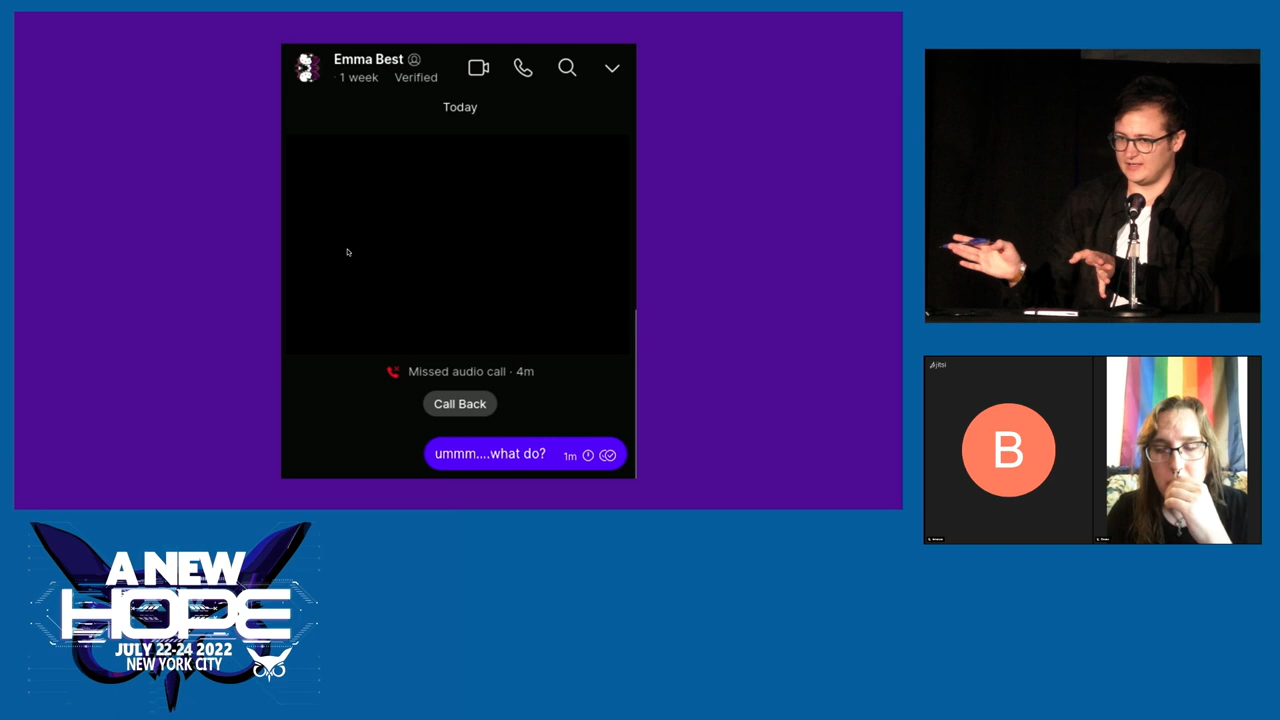 Emma Best
1 week Verified
Today
Missed audio call · 4m
Call Back
ummm....what do? 1m
jitsi
B
A NEW
HOPE
JULY 22-24 2022
NEW YORK CITY